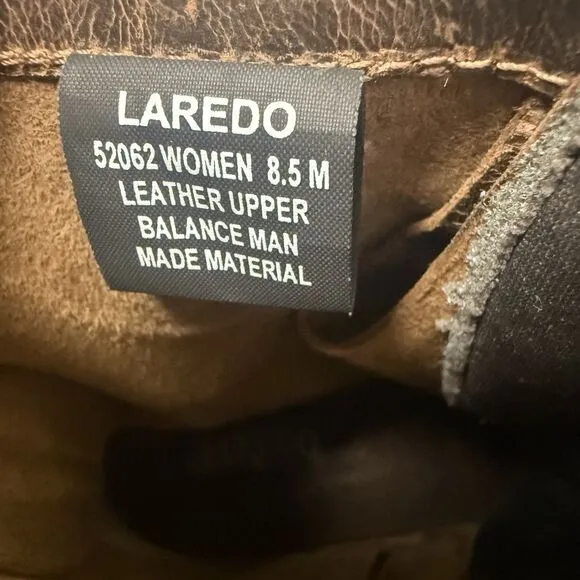 LAREDO
52062 WOMEN 8.5 M
LEATHER UPPER
BALANCE MAN
MADE MATERIAL